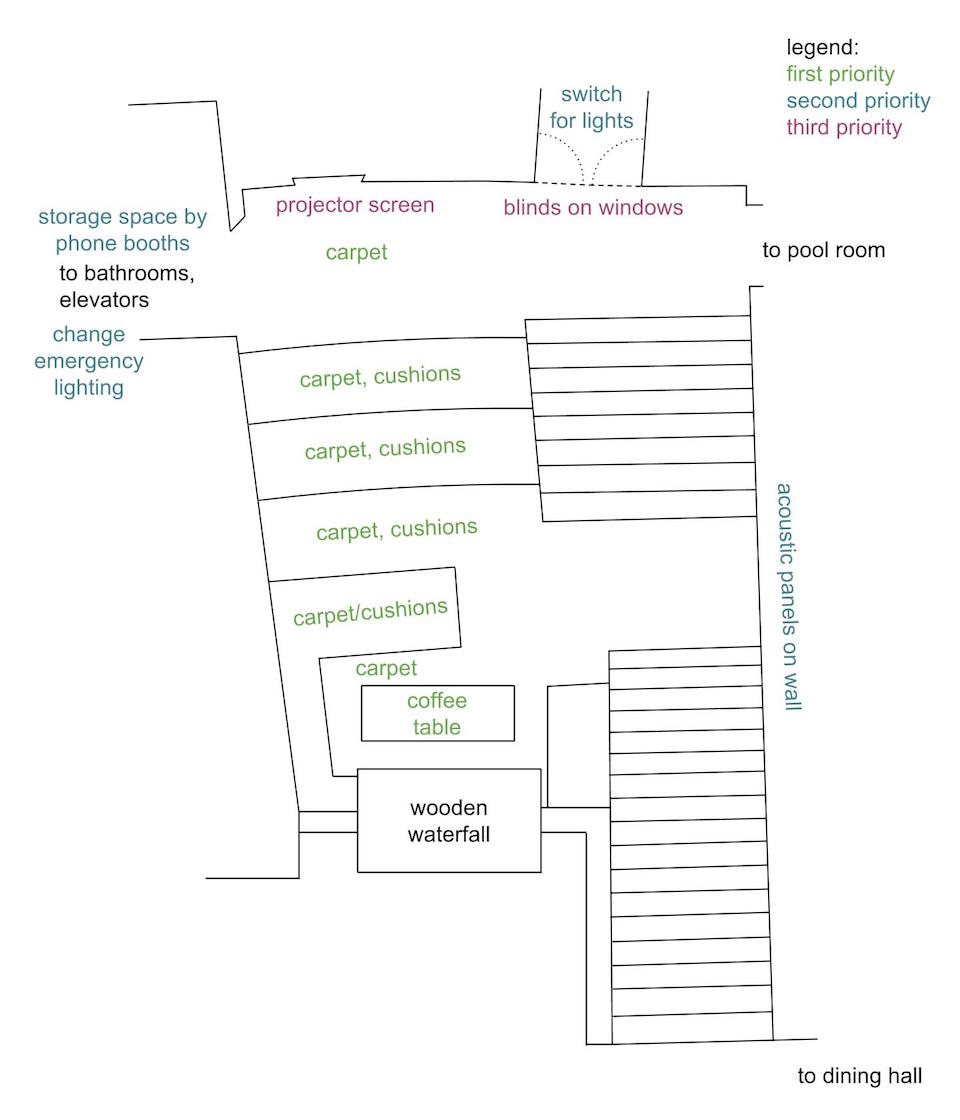 legend:
first priority
second priority
third priority
switch
for lights
projector screen
blinds on windows
storage space by
phone booths
to bathrooms,
elevators
carpet
to pool room
change
emergency
lighting
carpet, cushions
carpet, cushions
carpet, cushions
acoustic panels on wall
carpet/cushions
carpet
coffee
table
wooden
waterfall
to dining hall